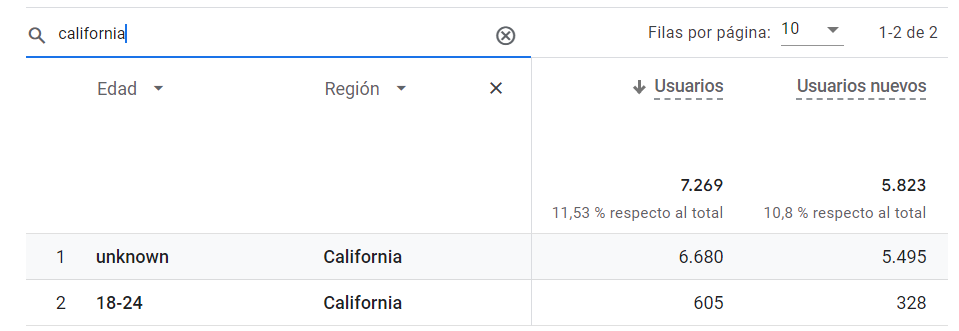 california
Filas por página: 10 1-2 de 2
Edad Región Usuarios Usuarios nuevos
7.269 5.823
11,53 % respecto al total 10,8 % respecto al total
1 unknown California 6.680 5.495
2 18-24 California 605 328